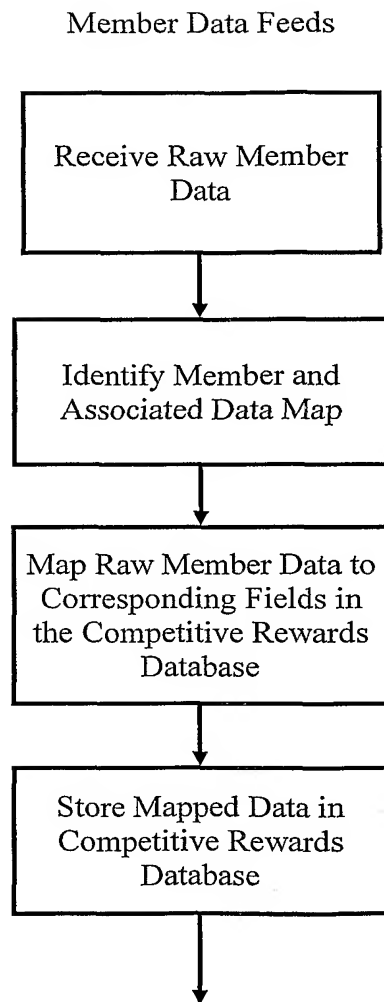 Member Data Feeds
Receive Raw Member
Data
Identify Member and
Associated Data Map
Map Raw Member Data to
Corresponding Fields in
the Competitive Rewards
Database
Store Mapped Data in
Competitive Rewards
Database